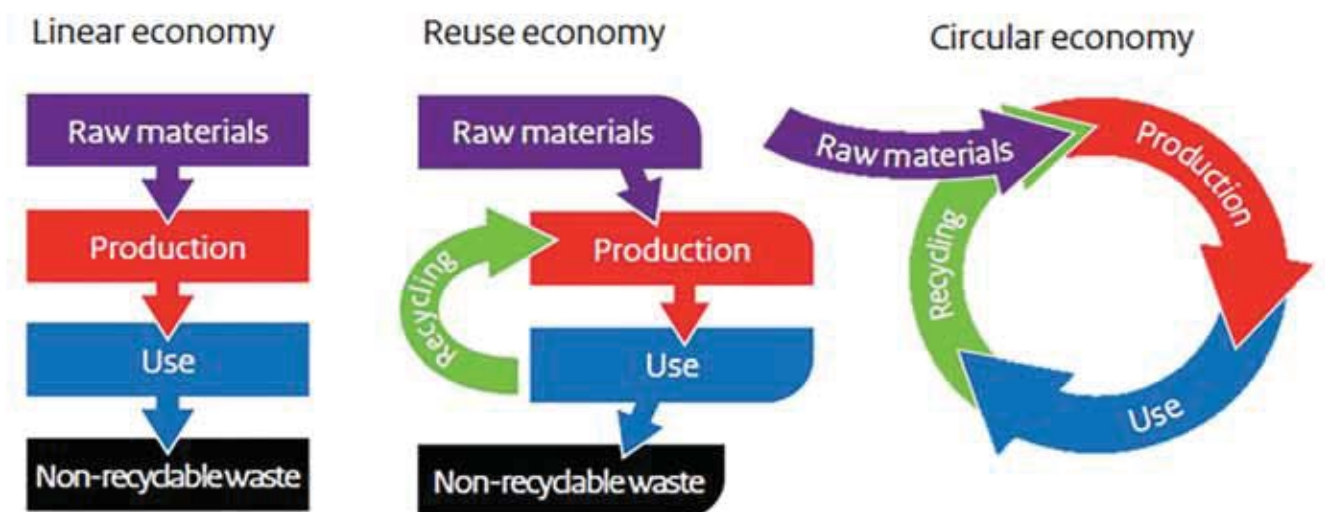 Linear economy
Raw materials
Production
Use
Non-recyclable waste
Reuse economy
Raw materials
Production
Recycling
Use
Non-recyclable waste
Circular economy
Raw materials
Production
Recycling
Use